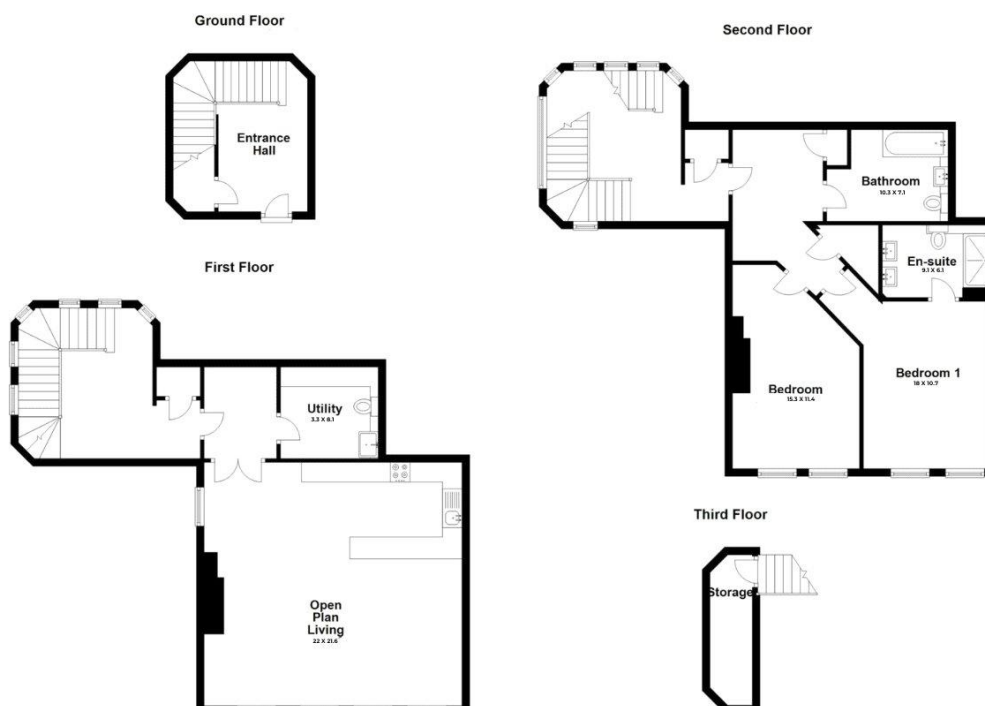 Ground Floor
Entrance
Hall
First Floor
Utility
3.3 X 6.1
Open
Plan
Living
22 X 21.6
Second Floor
Bathroom
10.3 X 7.1
En-suite
9.1 X 6.1
Bedroom
15.3 X 11.4
Bedroom 1
18 X 10.7
Third Floor
Storage